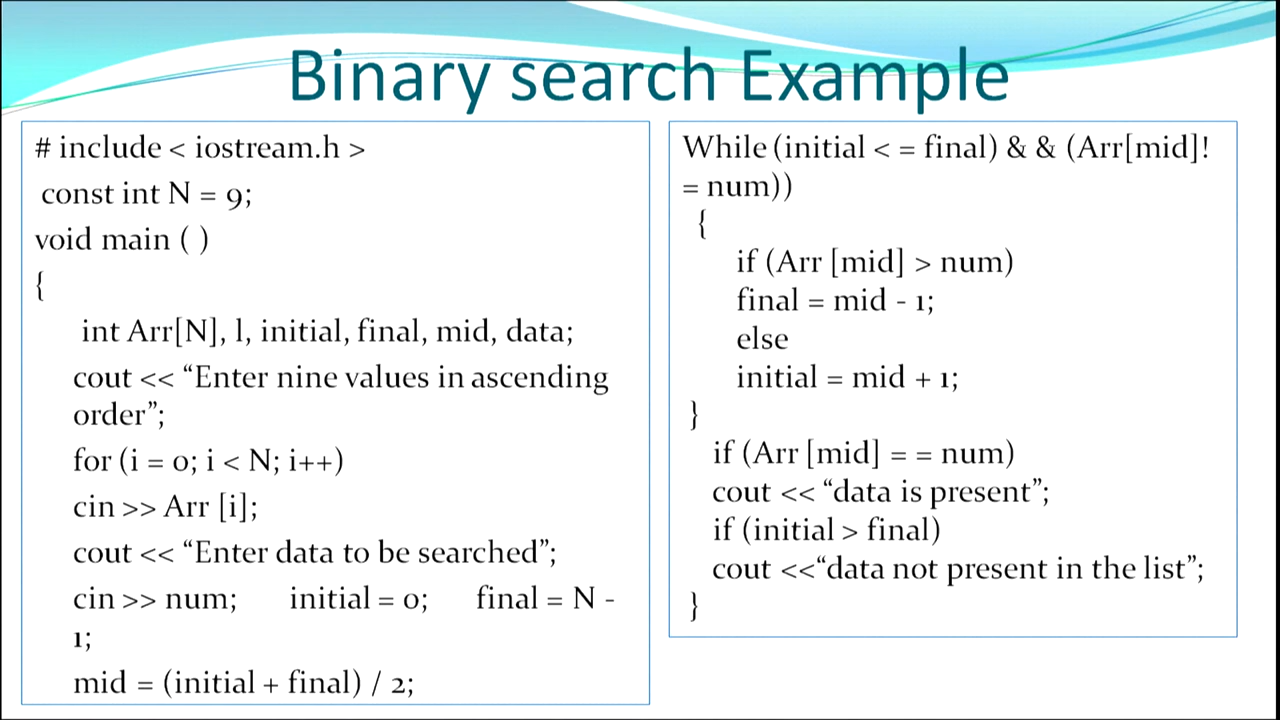 Binary search Example
# include < iostream.h >
const int N = 9;
void main ( )
{
int Arr[N], l, initial, final, mid, data;
cout << “Enter nine values in ascending
order”;
for (i = 0; i < N; i++)
cin >> Arr [i];
cout << “Enter data to be searched”;
cin >> num; initial = 0; final = N -
1;
mid = (initial + final) / 2;
While (initial < = final) & & (Arr[mid]!
= num))
{
if (Arr [mid] > num)
final = mid - 1;
else
initial = mid + 1;
}
if (Arr [mid] = = num)
cout << “data is present”;
if (initial > final)
cout <<“data not present in the list”;
}